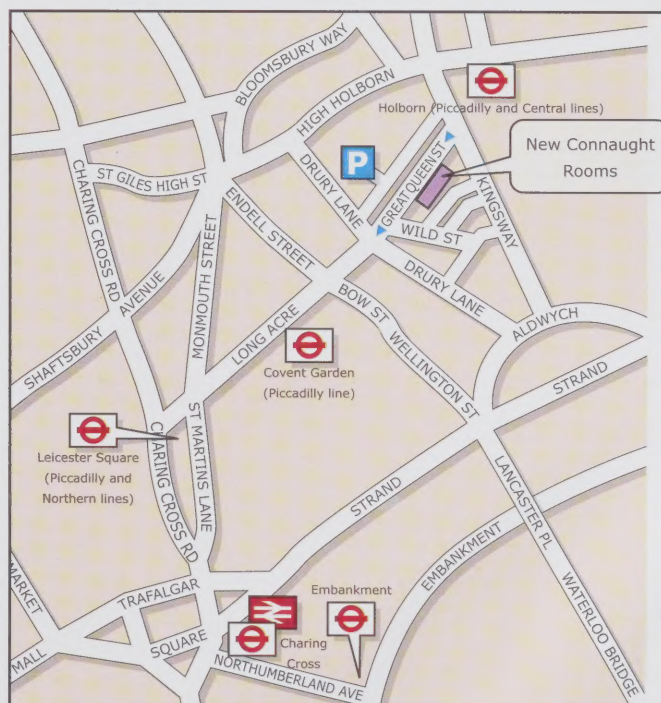 BLOOMSBURY WAY
HIGH HOLBORN
Holborn (Piccadilly and Central lines)
New Connaught
Rooms
P
GREAT QUEEN ST
KINGSWAY
ST GILES HIGH ST
DRURY LANE
CHARING CROSS RD
ENDELL STREET
WILD ST
MONMOUTH STREET
DRURY LANE
SHAFTSBURY AVENUE
LONG ACRE
BOW ST
ALDWYCH
Covent Garden
(Piccadilly line)
WELLINGTON ST
STRAND
Leicester Square
(Piccadilly and
Northern lines)
CHARING CROSS RD
ST MARTINS LANE
STRAND
LANCASTER PL
EMBANKMENT
MARKET
TRAFALGAR
SQUARE
Embankment
Charing
Cross
WATERLOO BRIDGE
MALL
NORTHUMBERLAND AVE